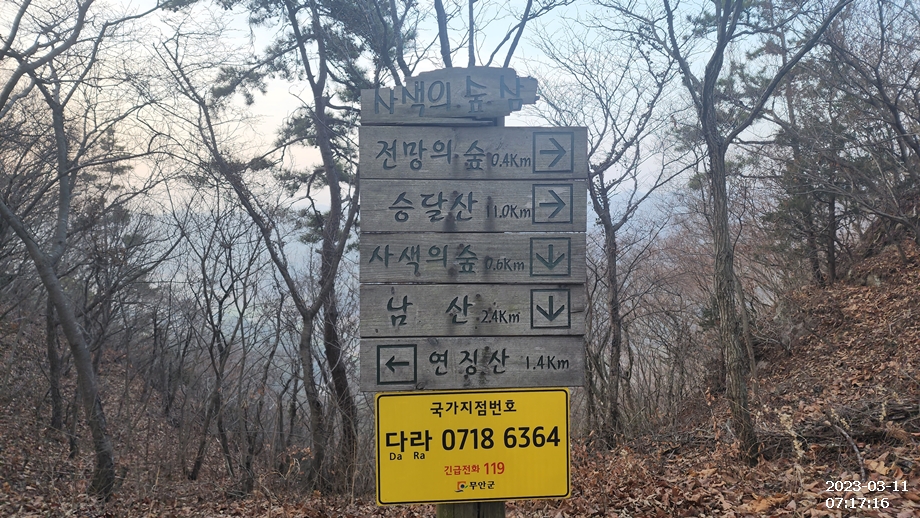 사색의 숲 남
전망의 숲 0.4Km →
승달산 11.0Km →
사색의 숲 0.6Km ↓
남 산 2.4Km ↓
← 연징산 1.4Km
국가지점번호
다라 0718 6364
Da Ra
긴급전화 119
무안군
2023-03-11
07:17:16